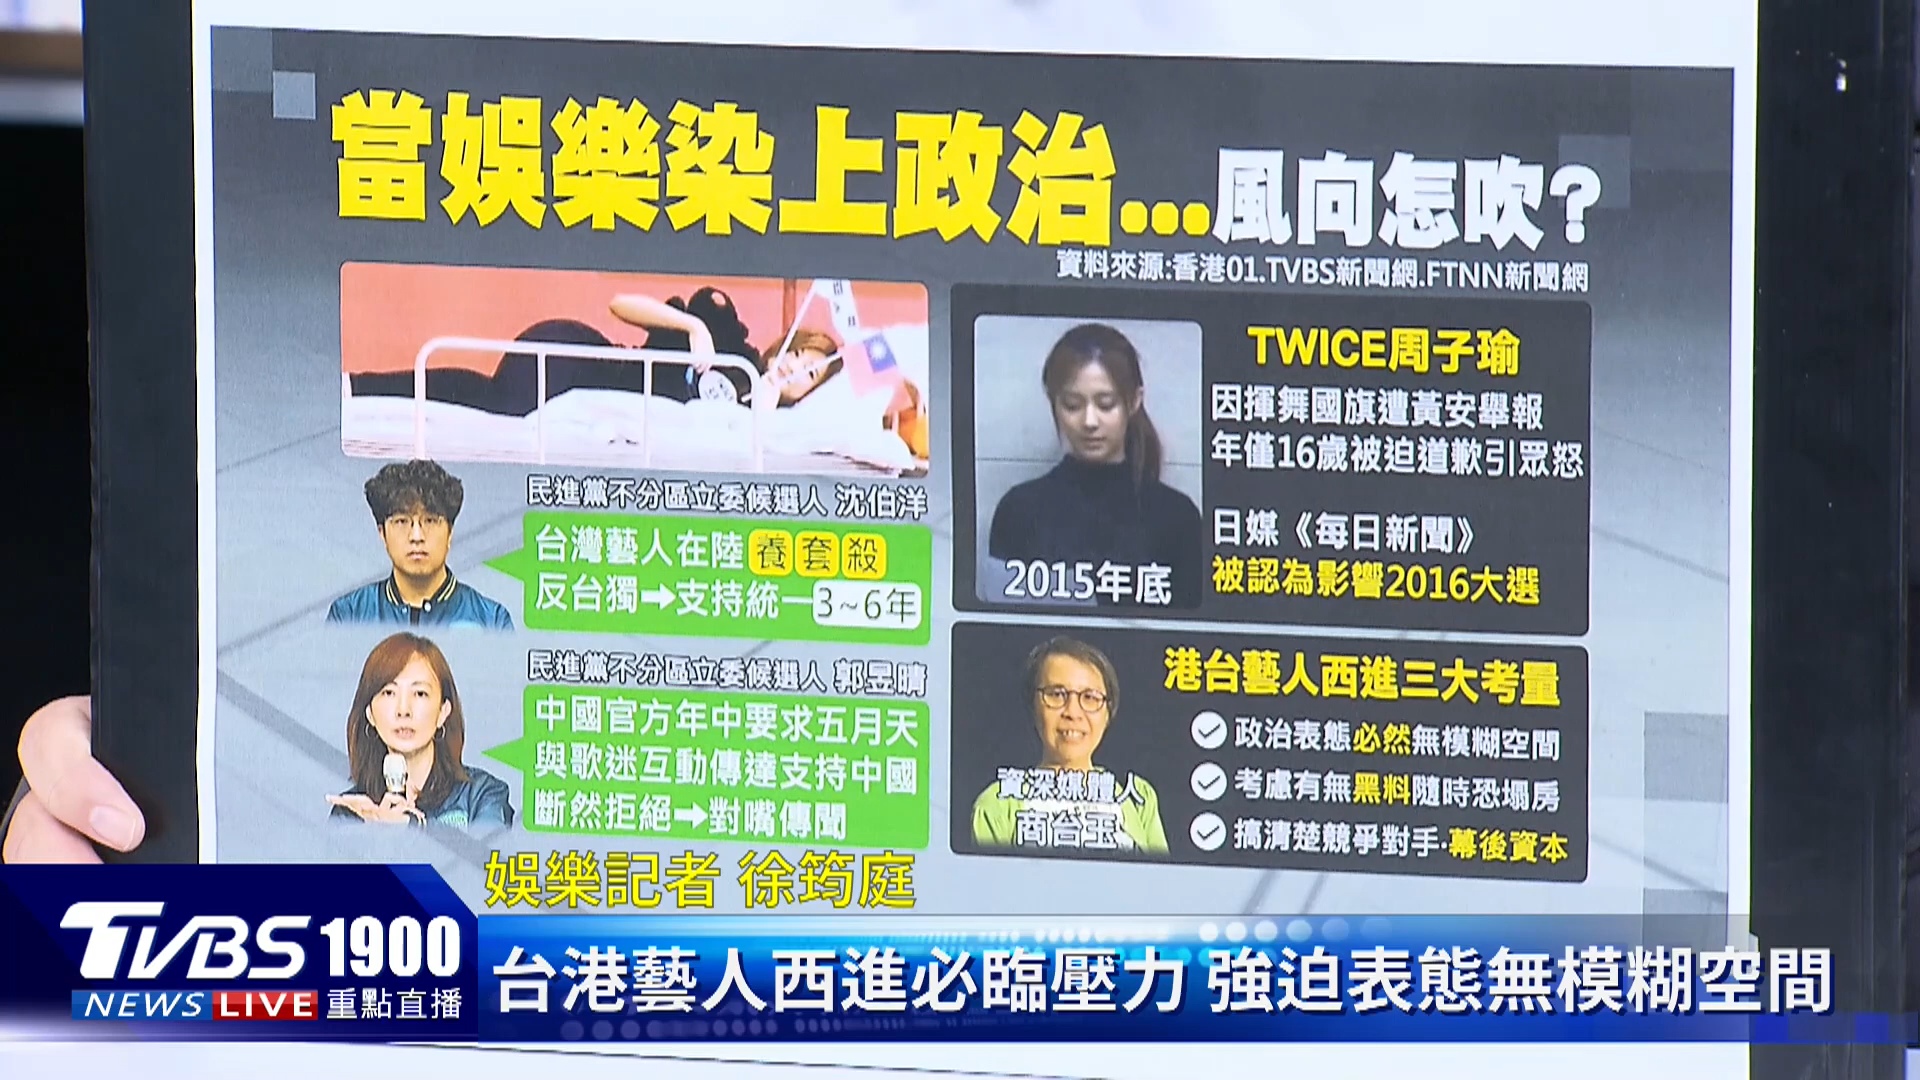 當娛樂染上政治...風向怎吹?
資料來源:香港01.TVBS新聞網.FTNN新聞網
民進黨不分區立委候選人 沈伯洋
台灣藝人在陸養套殺
反台獨➡支持統一3~6年
民進黨不分區立委候選人 郭昱晴
中國官方年中要求五月天
與歌迷互動傳達支持中國
斷然拒絕➡對嘴傳聞
TWICE周子瑜
因揮舞國旗遭黃安舉報
年僅16歲被迫道歉引眾怒
日媒《每日新聞》
被認為影響2016大選
2015年底
港台藝人西進三大考量
政治表態必然無模糊空間
考慮有無黑料隨時恐塌房
搞清楚競爭對手·幕後資本
資深媒體人
商台玉
娛樂記者 徐筠庭
TVBS 1900
NEWS LIVE 重點直播
台港藝人西進必臨壓力 強迫表態無模糊空間